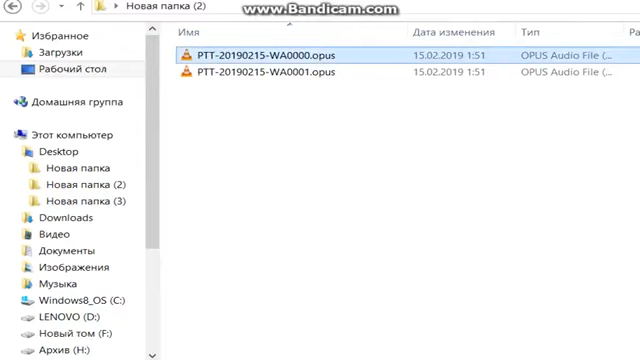 www.Bandicam.com
Новая папка (2)
Имя Дата изменения Тип Ра
PTT-20190215-WA0000.opus 15.02.2019 1:51 OPUS Audio File (...
PTT-20190215-WA0001.opus 15.02.2019 1:51 OPUS Audio File (...
Избранное
Загрузки
Рабочий стол
Домашняя группа
Этот компьютер
Desktop
Новая папка
Новая папка (2)
Новая папка (3)
Downloads
Видео
Документы
Изображения
Музыка
Windows8_OS (C:)
LENOVO (D:)
Новый том (F:)
Архив (H:)